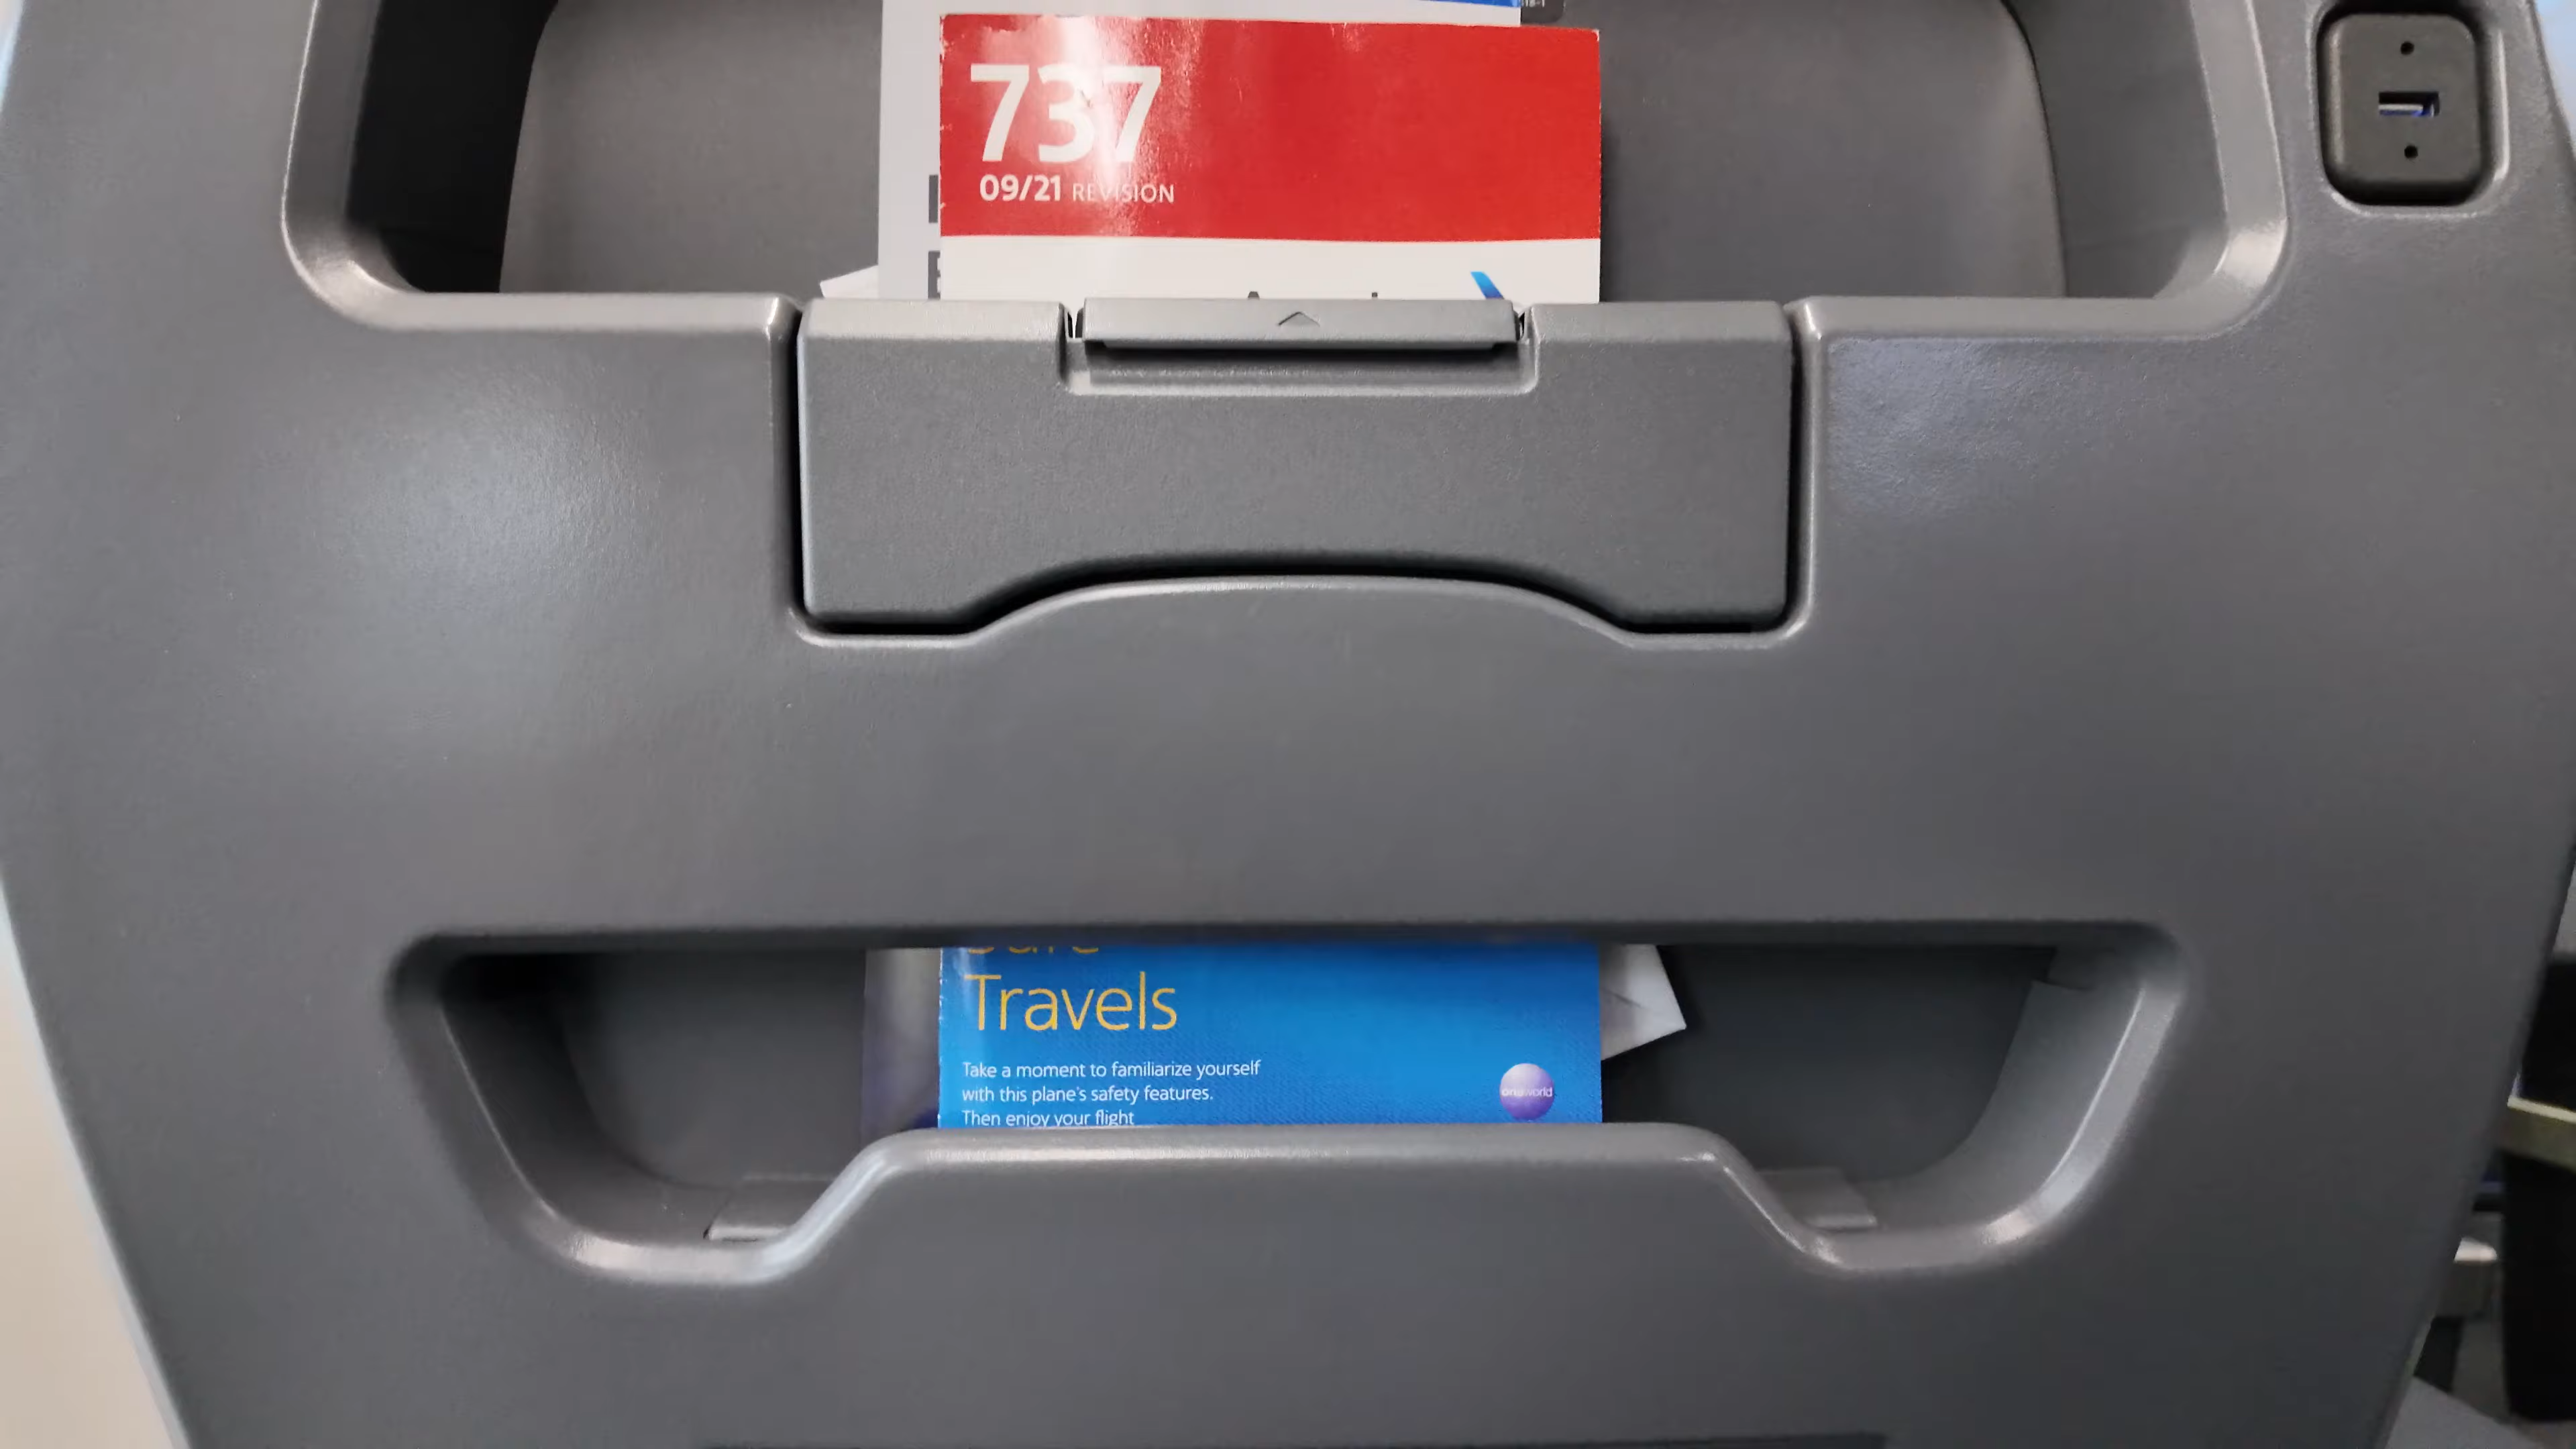 737
09/21 REVISION
Travels
Take a moment to familiarize yourself
with this plane's safety features.
Then enjoy your flight
oneworld